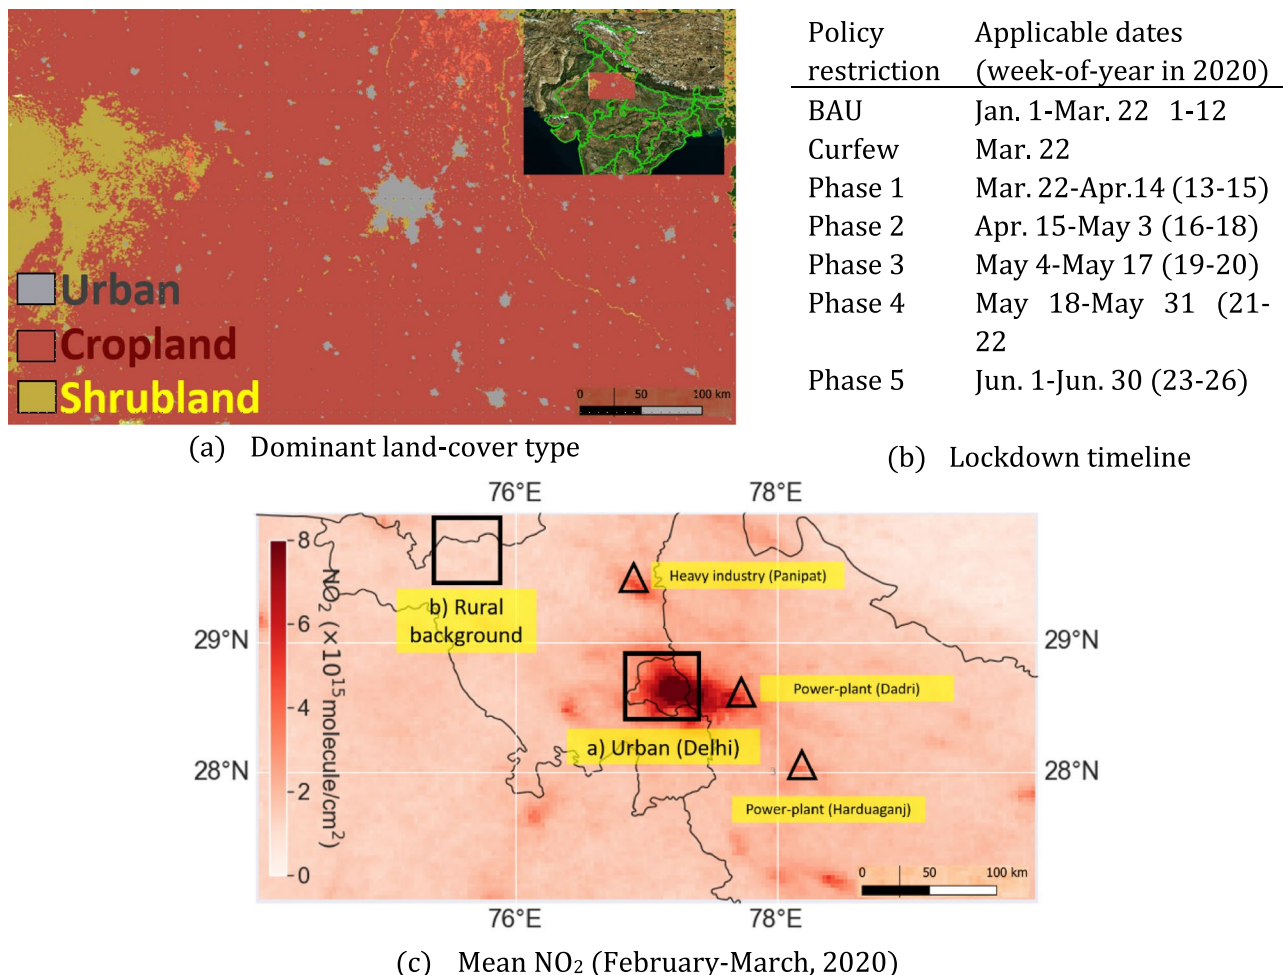 Urban
Cropland
Shrubland
0 50 100 km
(a) Dominant land-cover type
Policy restriction Applicable dates (week-of-year in 2020)
BAU Jan. 1-Mar. 22 1-12
Curfew Mar. 22
Phase 1 Mar. 22-Apr.14 (13-15)
Phase 2 Apr. 15-May 3 (16-18)
Phase 3 May 4-May 17 (19-20)
Phase 4 May 18-May 31 (21-
22
Phase 5 Jun. 1-Jun. 30 (23-26)
(b) Lockdown timeline
76°E 78°E
8
6
4
2
0
NO₂ (×10¹⁵ molecule/cm²)
Heavy industry (Panipat)
b) Rural
background
29°N 29°N
Power-plant (Dadri)
a) Urban (Delhi)
28°N 3 28°N
Power-plant (Harduaganj)
0 50 100 km
76°E 78°E
(c) Mean NO₂ (February-March, 2020)